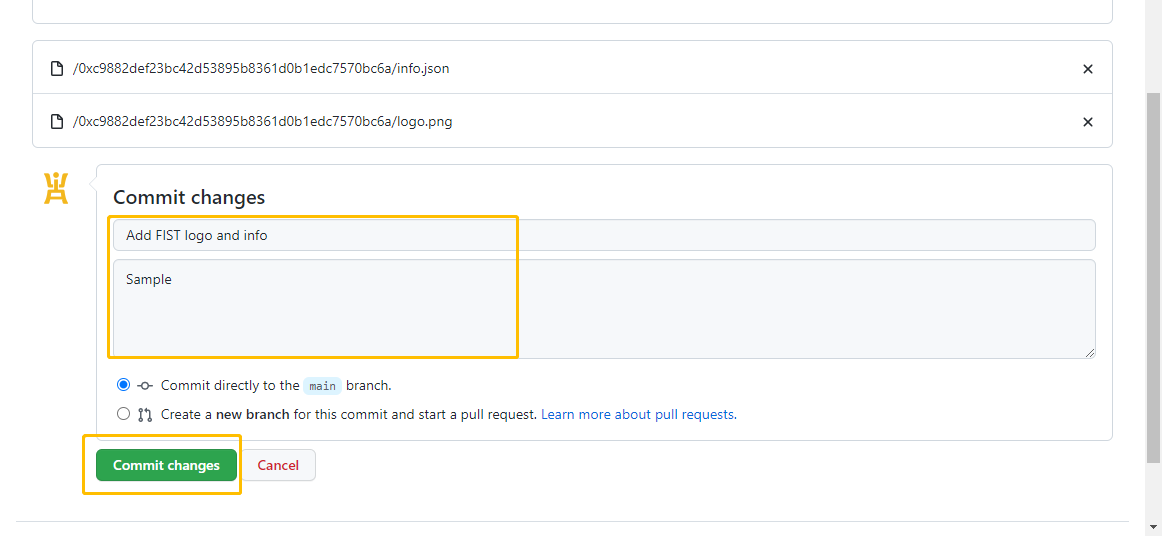 /0xc9882def23bc42d53895b8361d0b1edc7570bc6a/info.json
/0xc9882def23bc42d53895b8361d0b1edc7570bc6a/logo.png
Commit changes
Add FIST logo and info
Sample
Commit directly to the main branch.
Create a new branch for this commit and start a pull request. Learn more about pull requests.
Commit changes
Cancel